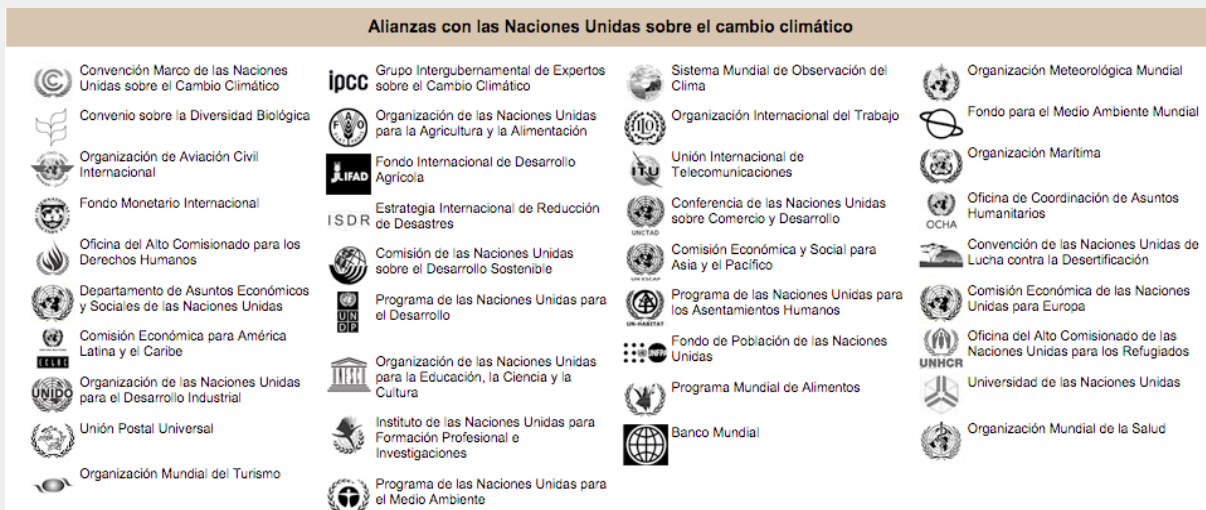 Alianzas con las Naciones Unidas sobre el cambio climático
Convención Marco de las Naciones
Unidas sobre el Cambio Climático
Convenio sobre la Diversidad Biológica
Organización de Aviación Civil
Internacional
Fondo Monetario Internacional
Oficina del Alto Comisionado para los
Derechos Humanos
Departamento de Asuntos Económicos
y Sociales de las Naciones Unidas
Comisión Económica para América
Latina y el Caribe
ECLAC
Organización de las Naciones Unidas
para el Desarrollo Industrial
UNIDO
Unión Postal Universal
Organización Mundial del Turismo
ipcc
Grupo Intergubernamental de Expertos
sobre el Cambio Climático
FAO
Organización de las Naciones Unidas
para la Agricultura y la Alimentación
IFAD
Fondo Internacional de Desarrollo
Agrícola
ISDR
Estrategia Internacional de Reducción
de Desastres
Comisión de las Naciones Unidas
sobre el Desarrollo Sostenible
UN
DP
Programa de las Naciones Unidas para
el Desarrollo
UNESCO
Organización de las Naciones Unidas
para la Educación, la Ciencia y la
Cultura
Instituto de las Naciones Unidas para
Formación Profesional e
Investigaciones
Programa de las Naciones Unidas para
el Medio Ambiente
Sistema Mundial de Observación del
Clima
Organización Internacional del Trabajo
ITU
Unión Internacional de
Telecomunicaciones
UNCTAD
Conferencia de las Naciones Unidas
sobre Comercio y Desarrollo
UN ESCAP
Comisión Económica y Social para
Asia y el Pacífico
UN-HABITAT
Programa de las Naciones Unidas para
los Asentamientos Humanos
UNFPA
Fondo de Población de las Naciones
Unidas
Programa Mundial de Alimentos
Banco Mundial
Organización Meteorológica Mundial
Fondo para el Medio Ambiente Mundial
Organización Marítima
OCHA
Oficina de Coordinación de Asuntos
Humanitarios
Convención de las Naciones Unidas de
Lucha contra la Desertificación
Comisión Económica de las Naciones
Unidas para Europa
UNHCR
Oficina del Alto Comisionado de las
Naciones Unidas para los Refugiados
Universidad de las Naciones Unidas
Organización Mundial de la Salud